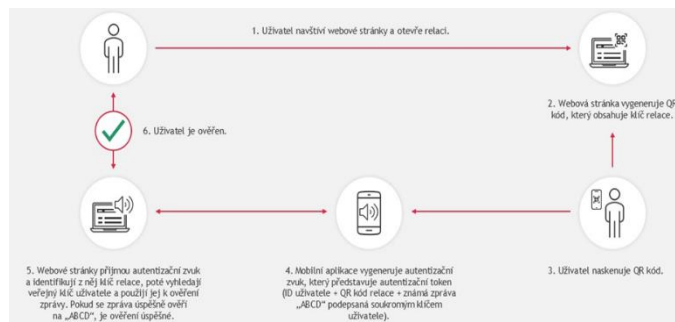 1. Uživatel navštíví webové stránky a otevře relaci.
2. Webová stránka vygeneruje QR
kód, který obsahuje klíč relace.
6. Uživatel je ověřen.
5. Webové stránky přijmou autentizační zvuk
a identifikují z něj klíč relace, poté vyhledají
veřejný klíč uživatele a použijí jej k ověření
zprávy. Pokud se zpráva úspěšně ověří
na „ABCD", je ověření úspěšné.
4. Mobilní aplikace vygeneruje autentizační
zvuk, který představuje autentizační token
(ID uživatele + QR kód relace + známá zpráva
„ABCD" podepsaná soukromým klíčem
uživatele).
3. Uživatel naskenuje QR kód.